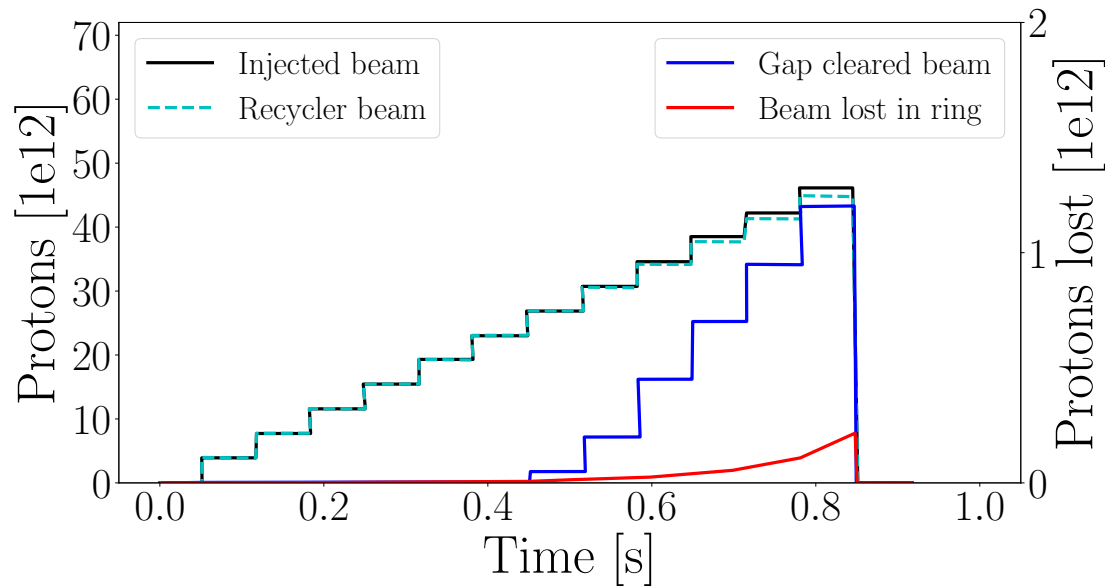 Injected beam
Recycler beam
Gap cleared beam
Beam lost in ring
Protons [1e12]
70
60
50
40
30
20
10
0
Protons lost [1e12]
2
1
0
0.0 0.2 0.4 0.6 0.8 1.0
Time [s]